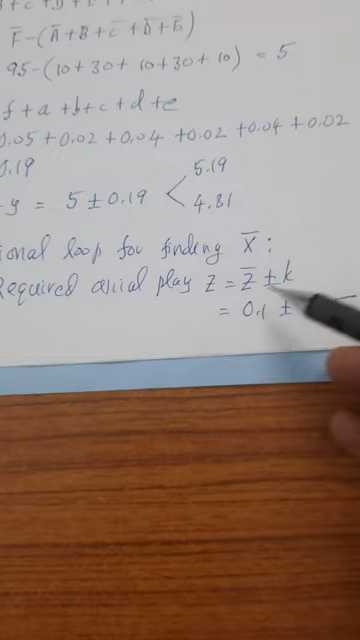 F̅ - (A̅ + B̅ + C̅ + D̅ + E̅)
95 - (10 + 30 + 10 + 30 + 10) = 5
f + a + b + c + d + e
0.05 + 0.02 + 0.04 + 0.02 + 0.04 + 0.02
0.19
y = 5 ± 0.19 < 5.19
4.81
ional loop for finding X̅ :
Required axial play Z = Z̅ ± k
= 0.1 ±